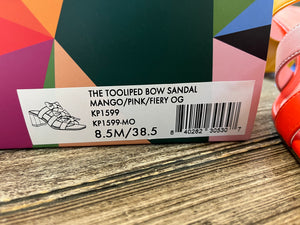 THE TOOLIPED BOW SANDAL
MANGO/PINK/FIERY OG
KP1599
KP1599-MO
8.5M/38.5
8 40282 30530 7